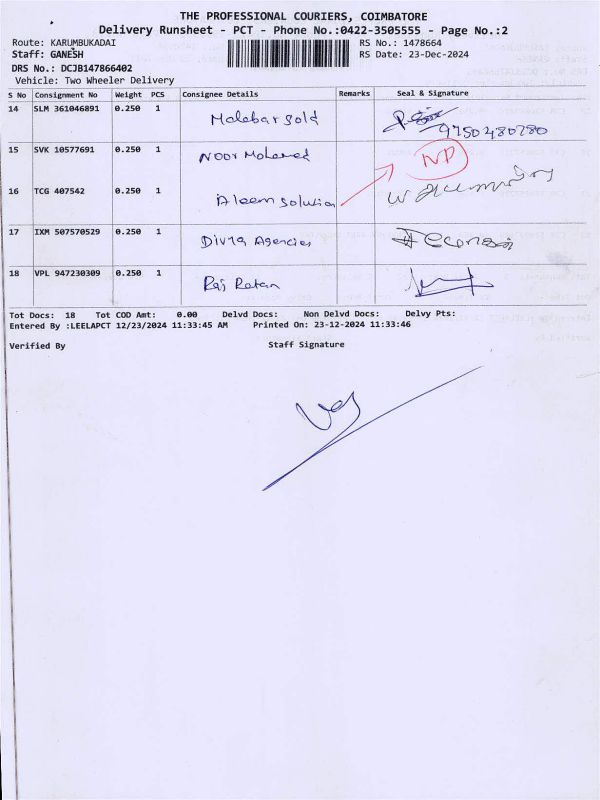 THE PROFESSIONAL COURIERS, COIMBATORE
Delivery Runsheet - PCT - Phone No.:0422-3505555 - Page No.:2
Route: KARUMBUKADAI RS No.: 1478664
Staff: GANESH RS Date: 23-Dec-2024
DRS No.: DCJB147866402
Vehicle: Two Wheeler Delivery
S No Consignment No Weight PCS Consignee Details Remarks Seal & Signature
14 SLM 361046891 0.250 1 Malabar Gold
9750480780
15 SVK 10577691 0.250 1 Noor Mohamed NP
16 TCG 407542 0.250 1 Aleem Solution
17 IXM 507570529 0.250 1 Divya Agencies
18 VPL 947230309 0.250 1 Raj Ratan
Tot Docs: 18 Tot COD Amt: 0.00 Delvd Docs: Non Delvd Docs: Delvy Pts:
Entered By :LEELAPCT 12/23/2024 11:33:45 AM Printed On: 23-12-2024 11:33:46
Verified By Staff Signature